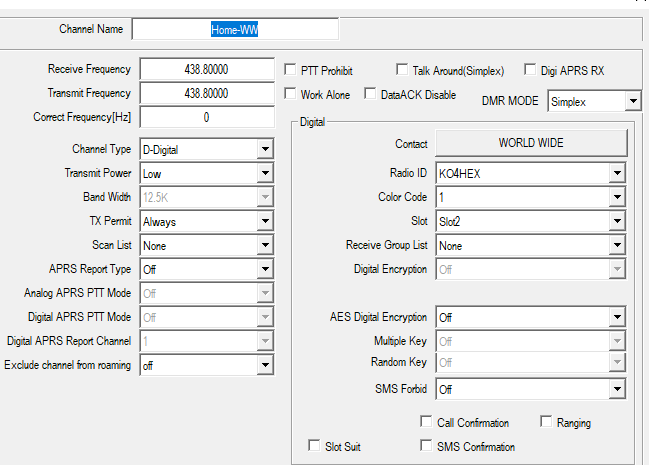 Channel Name Home-WW
Receive Frequency 438.80000
Transmit Frequency 438.80000
Correct Frequency[Hz] 0
PTT Prohibit Talk Around(Simplex) Digi APRS RX
Work Alone DataACK Disable DMR MODE Simplex
Channel Type D-Digital
Transmit Power Low
Band Width 12.5K
TX Permit Always
Scan List None
APRS Report Type Off
Analog APRS PTT Mode Off
Digital APRS PTT Mode Off
Digital APRS Report Channel 1
Exclude channel from roaming off
Digital
Contact WORLD WIDE
Radio ID KO4HEX
Color Code 1
Slot Slot2
Receive Group List None
Digital Encryption Off
AES Digital Encryption Off
Multiple Key Off
Random Key Off
SMS Forbid Off
Call Confirmation Ranging
Slot Suit SMS Confirmation